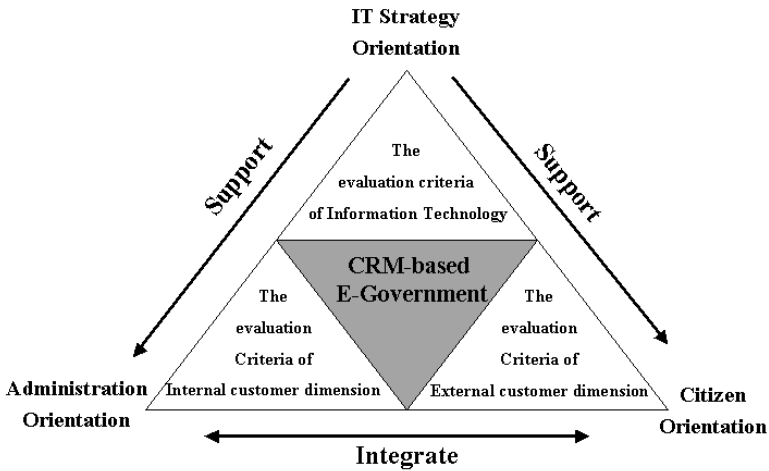 IT Strategy
Orientation
Support
Support
The
evaluation criteria
of Information Technology
CRM-based
E-Government
The
evaluation
Criteria of
Internal customer dimension
The
evaluation
Criteria of
External customer dimension
Administration
Orientation
Citizen
Orientation
Integrate